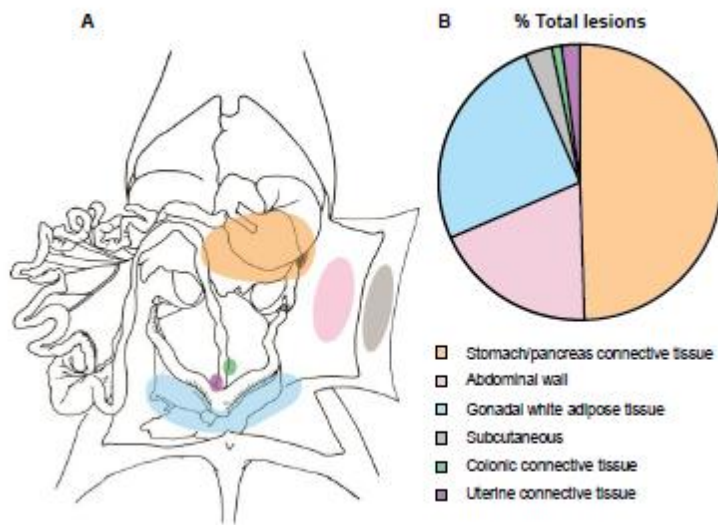 A
B % Total lesions
Stomach/pancreas connective tissue
Abdominal wall
Gonadal white adipose tissue
Subcutaneous
Colonic connective tissue
Uterine connective tissue